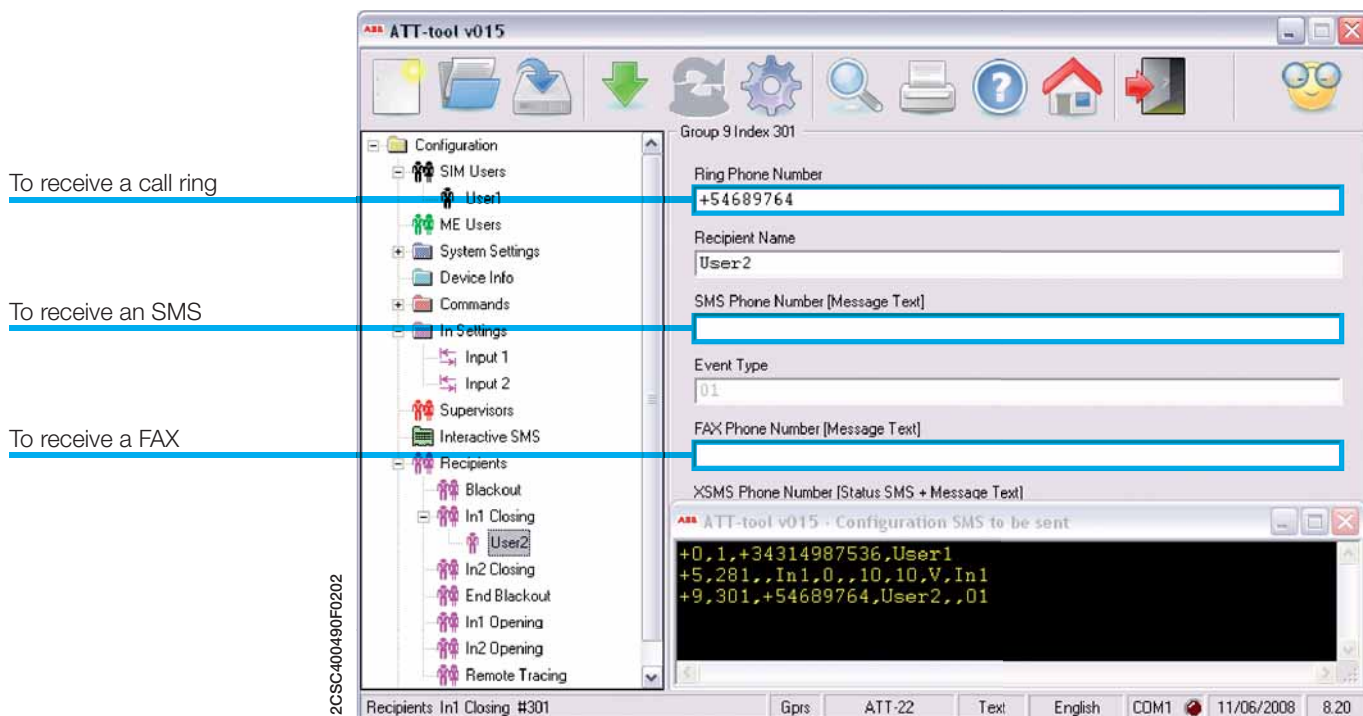 ABB ATT-tool v015
Group 9 Index 301
Configuration
SIM Users
User1
ME Users
System Settings
Device Info
Commands
In Settings
Input 1
Input 2
Supervisors
Interactive SMS
Recipients
Blackout
In1 Closing
User2
In2 Closing
End Blackout
In1 Opening
In2 Opening
Remote Tracing
To receive a call ring
To receive an SMS
To receive a FAX
Ring Phone Number
+54689764
Recipient Name
User2
SMS Phone Number [Message Text]
Event Type
01
FAX Phone Number [Message Text]
XSMS Phone Number [Status SMS + Message Text]
ABB ATT-tool v015 - Configuration SMS to be sent
+0,1,+34314987536,User1
+5,281,,In1,0,,10,10,V,In1
+9,301,+54689764,User2,,01
Recipients In1 Closing #301
Gprs
ATT-22
Text
English
COM1
11/06/2008
8.20
2CSC400490F0202